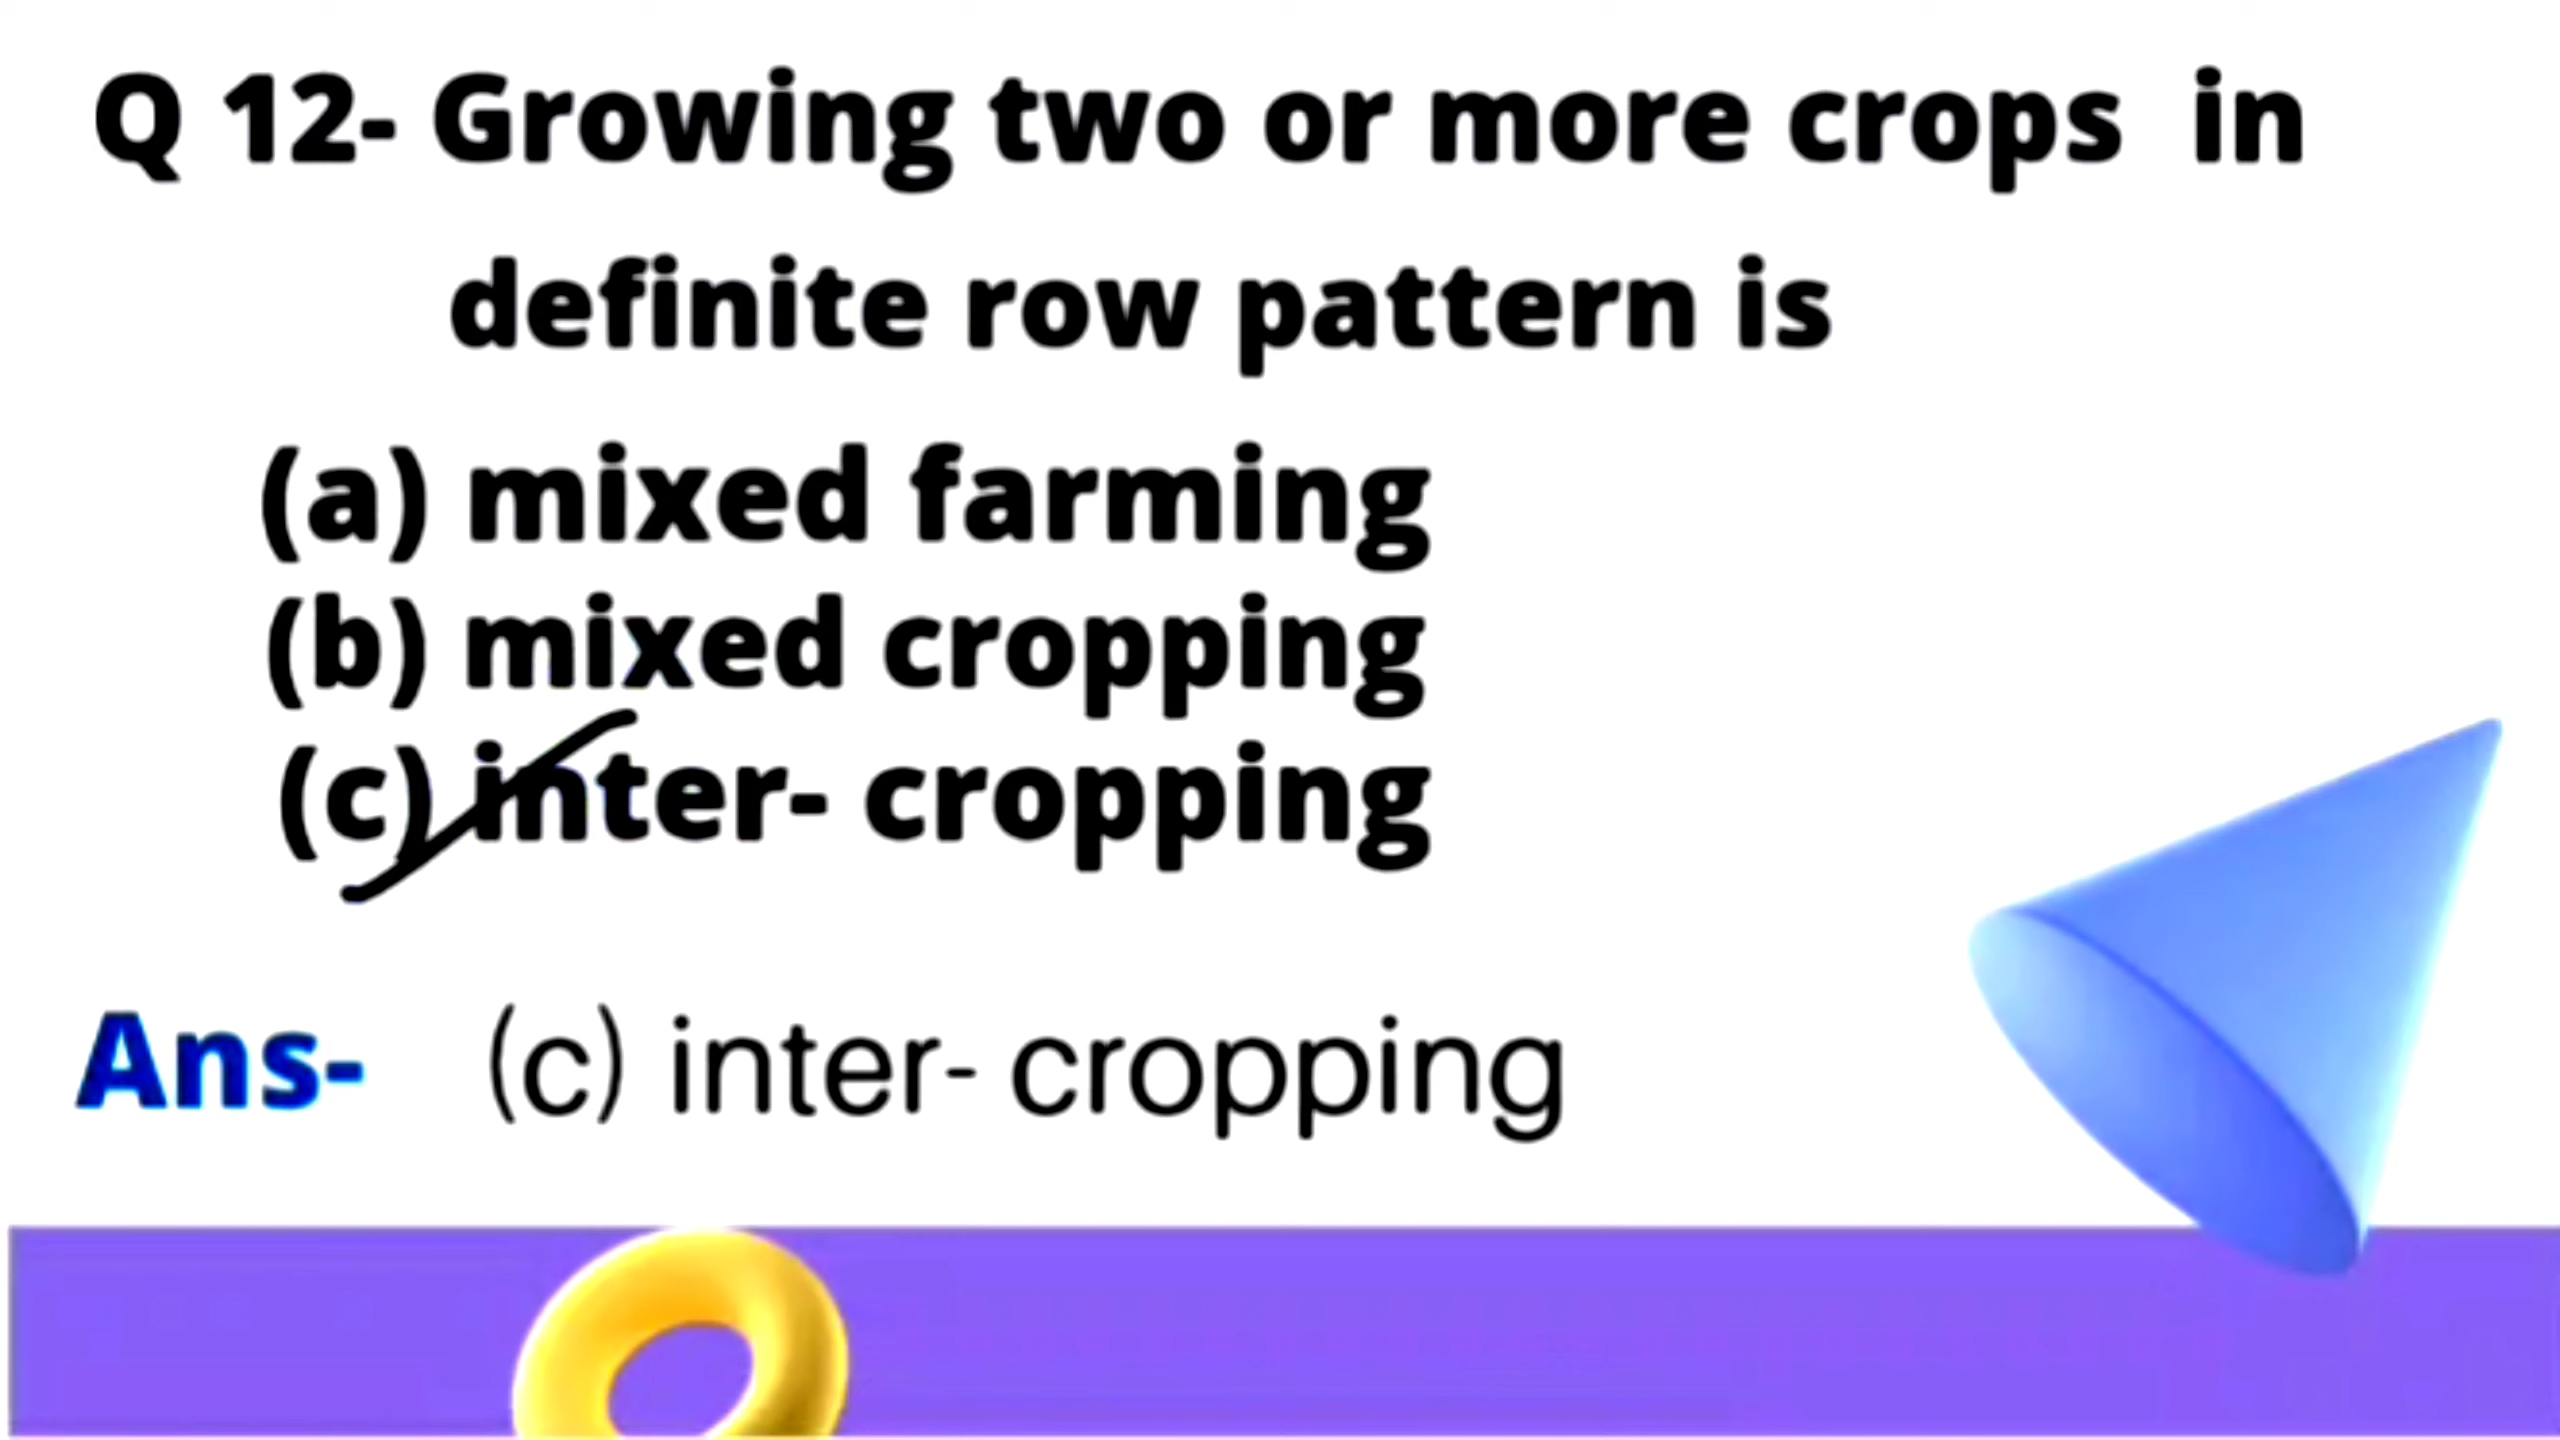 Q 12- Growing two or more crops in
definite row pattern is
(a) mixed farming
(b) mixed cropping
(c) inter- cropping
Ans- (c) inter- cropping